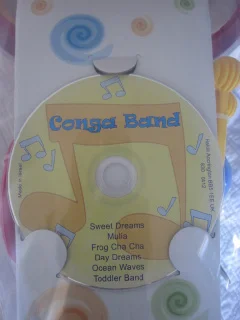 Conga Band
Sweet Dreams
Malia
Frog Cha Cha
Day Dreams
Ocean Waves
Toddler Band